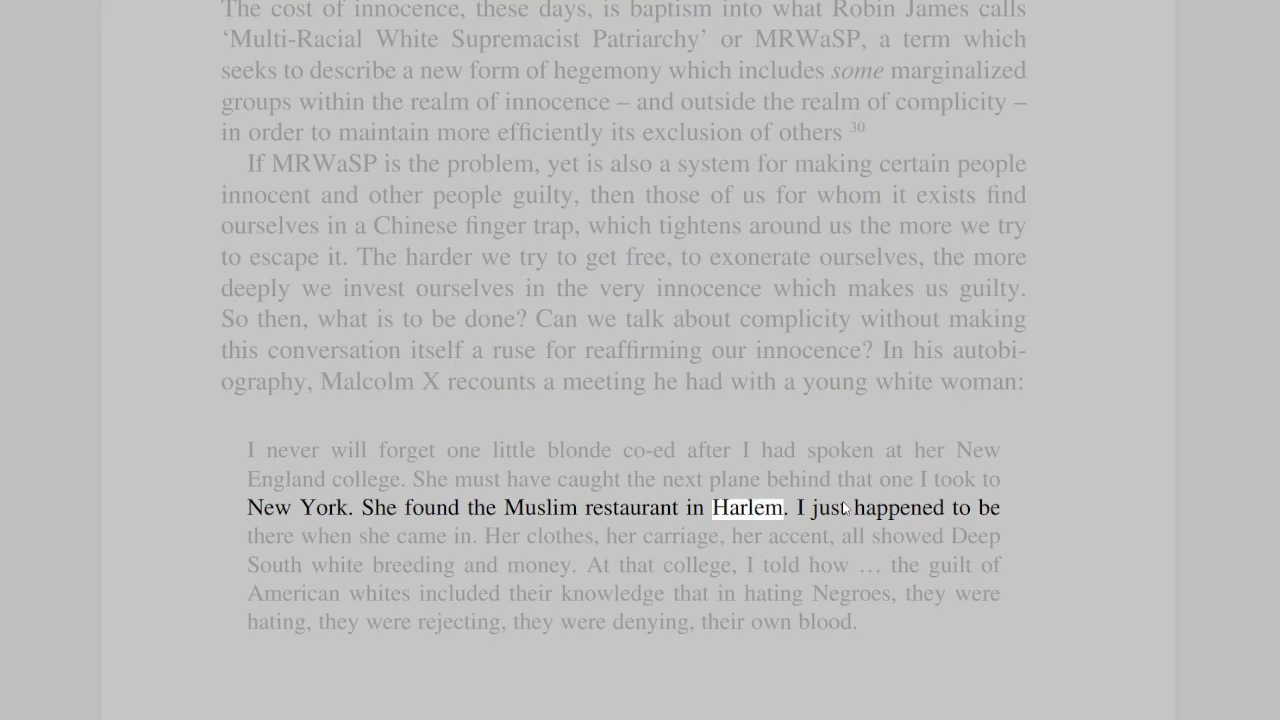 The cost of innocence, these days, is baptism into what Robin James calls
‘Multi-Racial White Supremacist Patriarchy’ or MRWaSP, a term which
seeks to describe a new form of hegemony which includes some marginalized
groups within the realm of innocence – and outside the realm of complicity –
in order to maintain more efficiently its exclusion of others 30
If MRWaSP is the problem, yet is also a system for making certain people
innocent and other people guilty, then those of us for whom it exists find
ourselves in a Chinese finger trap, which tightens around us the more we try
to escape it. The harder we try to get free, to exonerate ourselves, the more
deeply we invest ourselves in the very innocence which makes us guilty.
So then, what is to be done? Can we talk about complicity without making
this conversation itself a ruse for reaffirming our innocence? In his autobi-
ography, Malcolm X recounts a meeting he had with a young white woman:
I never will forget one little blonde co-ed after I had spoken at her New
England college. She must have caught the next plane behind that one I took to
New York. She found the Muslim restaurant in Harlem. I just happened to be
there when she came in. Her clothes, her carriage, her accent, all showed Deep
South white breeding and money. At that college, I told how … the guilt of
American whites included their knowledge that in hating Negroes, they were
hating, they were rejecting, they were denying, their own blood.